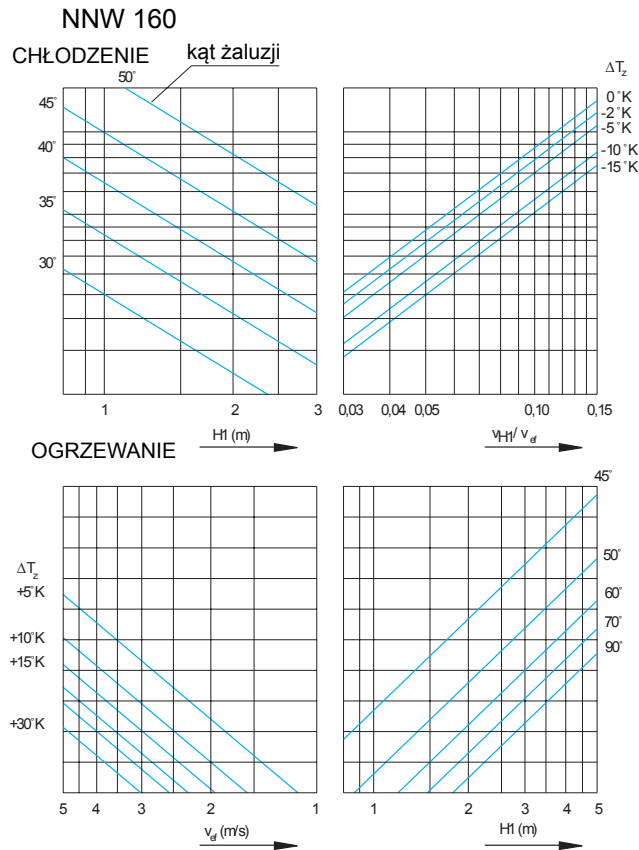 NNW 160
CHŁODZENIE
kąt żaluzji
50°
45°
40°
35°
30°
1 2 3
H1 (m)
ΔTz
0°K
-2°K
-5°K
-10°K
-15°K
0,03 0,04 0,05 0,10 0,15
vH1/ vef
OGRZEWANIE
ΔTz
+5°K
+10°K
+15°K
+30°K
5 4 3 2 1
vef (m/s)
45°
50°
60°
70°
90°
1 2 3 4 5
H1 (m)